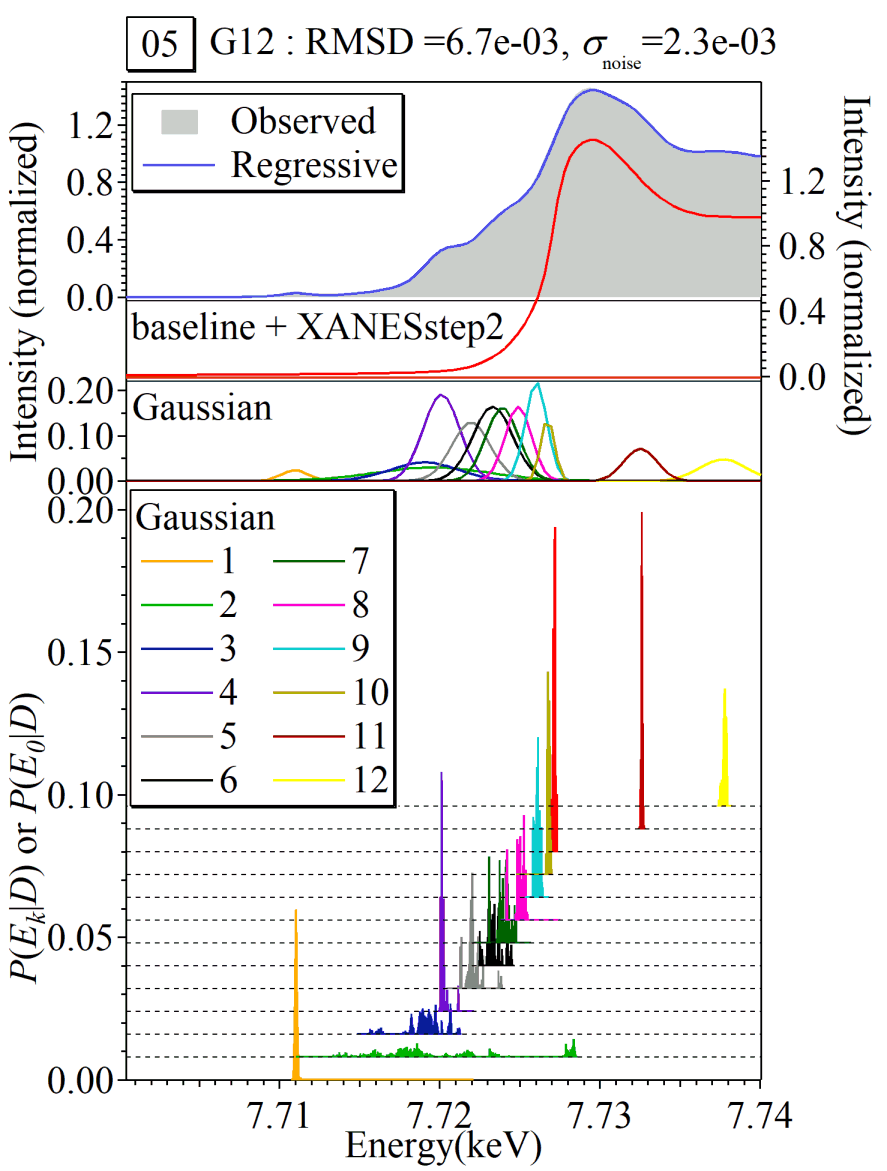 05 G12 : RMSD =6.7e-03, σnoise=2.3e-03
Observed
Regressive
1.2
0.8
0.4
0.0
1.2
0.8
0.4
0.0
Intensity (normalized)
Intensity (normalized)
baseline + XANESstep2
Gaussian
0.20
0.10
0.00
Gaussian
1 7
2 8
3 9
4 10
5 11
6 12
0.20
0.15
0.10
0.05
0.00
P(Ek|D) or P(E0|D)
7.71 7.72 7.73 7.74
Energy(keV)